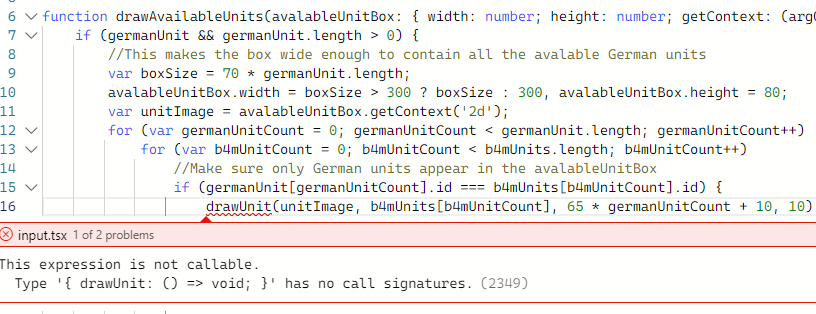 6 function drawAvailableUnits(avalableUnitBox: { width: number; height: number; getContext: (arg0
7 if (germanUnit && germanUnit.length > 0) {
8 //This makes the box wide enough to contain all the avalable German units
9 var boxSize = 70 * germanUnit.length;
10 avalableUnitBox.width = boxSize > 300 ? boxSize : 300, avalableUnitBox.height = 80;
11 var unitImage = avalableUnitBox.getContext('2d');
12 for (var germanUnitCount = 0; germanUnitCount < germanUnit.length; germanUnitCount++)
13 for (var b4mUnitCount = 0; b4mUnitCount < b4mUnits.length; b4mUnitCount++)
14 //Make sure only German units appear in the avalableUnitBox
15 if (germanUnit[germanUnitCount].id === b4mUnits[b4mUnitCount].id) {
16 drawUnit(unitImage, b4mUnits[b4mUnitCount], 65 * germanUnitCount + 10, 10)
input.tsx 1 of 2 problems
This expression is not callable.
Type '{ drawUnit: () => void; }' has no call signatures. (2349)